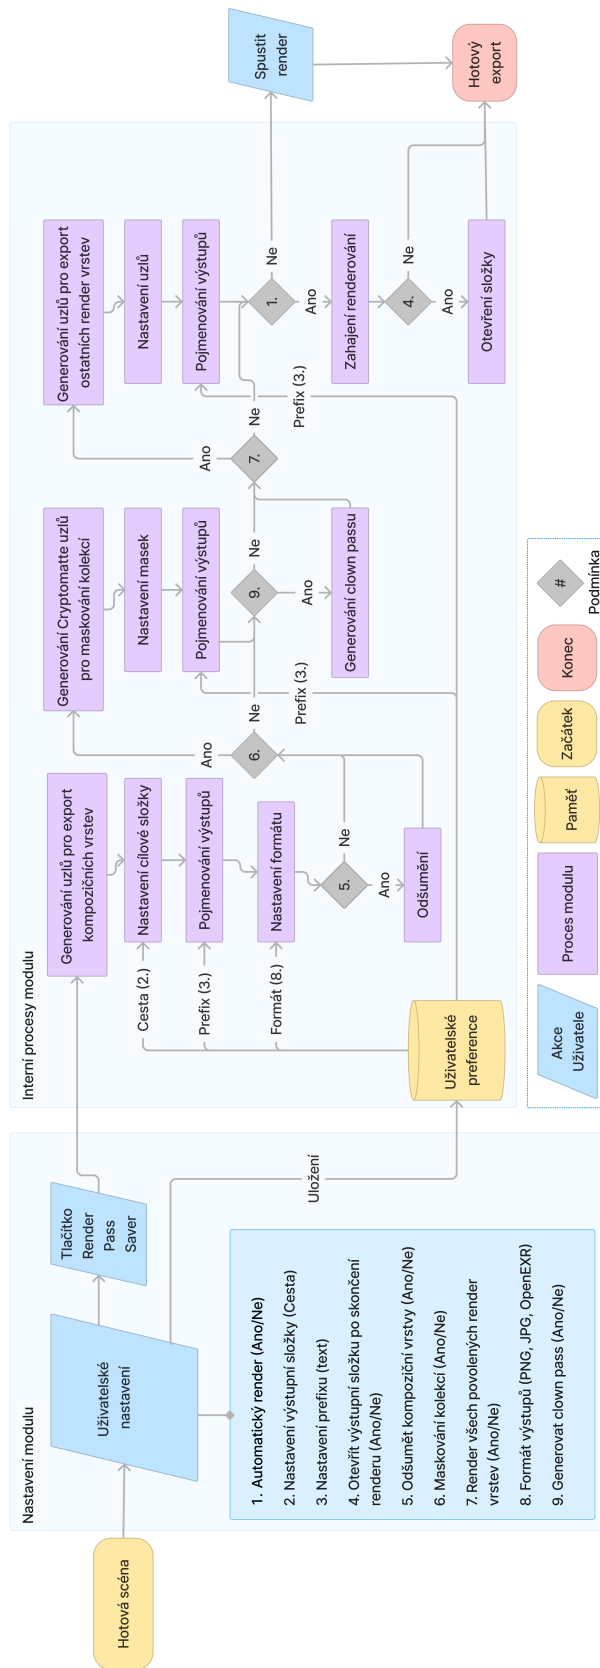 Hotová scéna
Nastavení modulu
Uživatelské
nastavení
Tlačítko
Render
Pass
Saver
1. Automatický render (Ano/Ne)
2. Nastavení výstupní složky (Cesta)
3. Nastavení prefixu (text)
4. Otevřít výstupní složku po skončení
renderu (Ano/Ne)
5. Odšumět kompoziční vrstvy (Ano/Ne)
6. Maskování kolekcí (Ano/Ne)
7. Render všech povolených render
vrstev (Ano/Ne)
8. Formát výstupů (PNG, JPG, OpenEXR)
9. Generovat clown pass (Ano/Ne)
Uložení
Interní procesy modulu
Uživatelské
preference
Cesta (2.)
Prefix (3.)
Formát (8.)
Generování uzlů pro export
kompozičních vrstev
Nastavení cílové složky
Pojmenování výstupů
Nastavení formátu
5.
Ano
Ne
Odšumění
6.
Ano
Ne
Prefix (3.)
Generování Cryptomatte uzlů
pro maskování kolekcí
Nastavení masek
Pojmenování výstupů
9.
Ano
Ne
Generování clown passu
7.
Ano
Ne
Prefix (3.)
Generování uzlů pro export
ostatních render vrstev
Nastavení uzlů
Pojmenování výstupů
1.
Ano
Ne
Zahájení renderování
4.
Ano
Ne
Otevření složky
Spustit
render
Hotový
export
Akce
Uživatele
Proces modulu
Paměť
Začátek
Konec
#
Podmínka